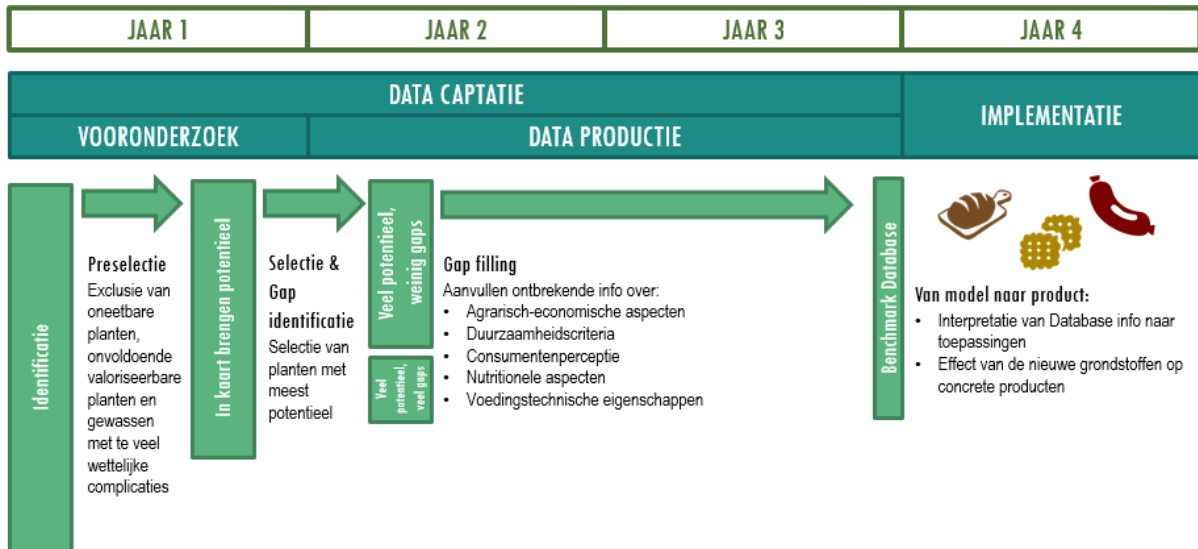 JAAR 1
JAAR 2
JAAR 3
JAAR 4
DATA CAPTATIE
IMPLEMENTATIE
VOORONDERZOEK
DATA PRODUCTIE
Identificatie
Preselectie
Exclusie van
oneetbare
planten,
onvoldoende
valoriseerbare
planten en
gewassen
met te veel
wettelijke
complicaties
In kaart brengen potentieel
Selectie &
Gap
identificatie
Selectie van
planten met
meest
potentieel
Veel potentieel,
weinig gaps
Veel
potentieel,
veel gaps
Gap filling
Aanvullen ontbrekende info over:
• Agrarisch-economische aspecten
• Duurzaamheidscriteria
• Consumentenperceptie
• Nutritionele aspecten
• Voedingstechnische eigenschappen
Benchmark Database
Van model naar product:
• Interpretatie van Database info naar
toepassingen
• Effect van de nieuwe grondstoffen op
concrete producten